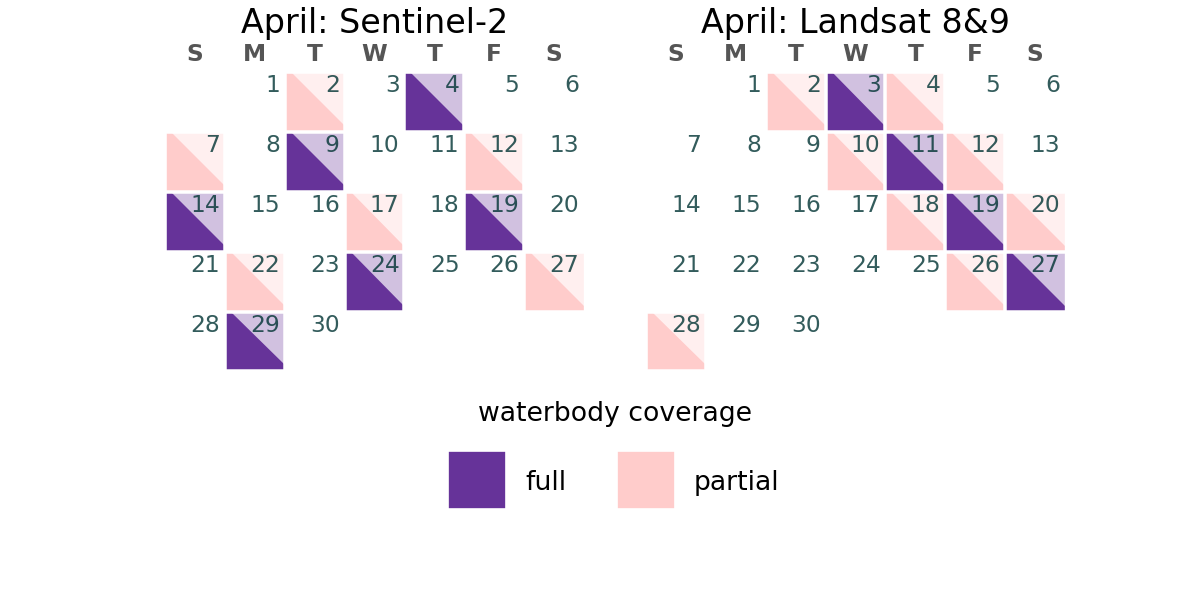 April: Sentinel-2
S M T W T F S
1 2 3 4 5 6
7 8 9 10 11 12 13
14 15 16 17 18 19 20
21 22 23 24 25 26 27
28 29 30
April: Landsat 8&9
S M T W T F S
1 2 3 4 5 6
7 8 9 10 11 12 13
14 15 16 17 18 19 20
21 22 23 24 25 26 27
28 29 30
waterbody coverage
full partial